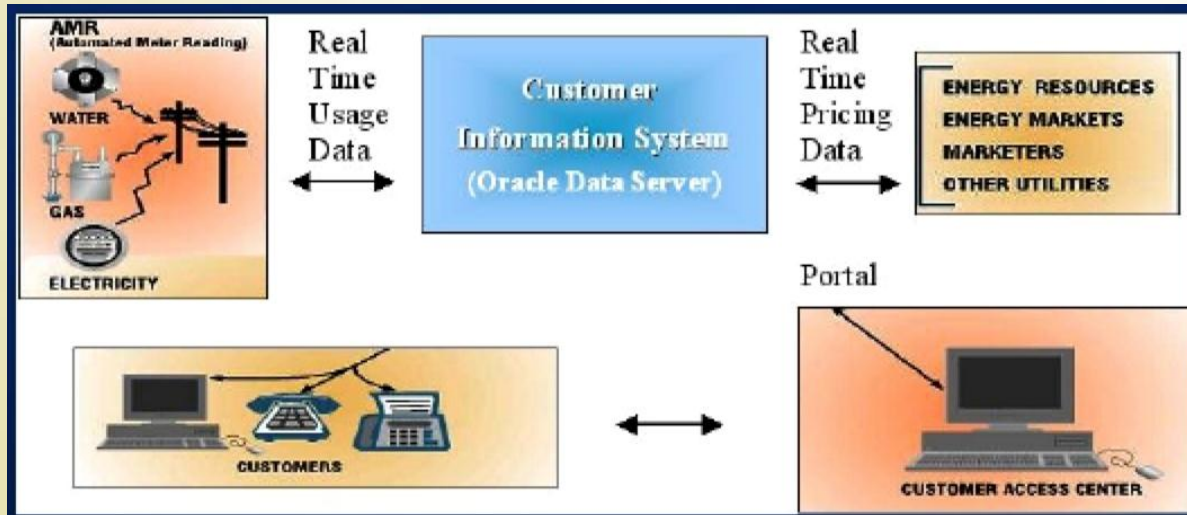 AMR
(Automated Meter Reading)
WATER
GAS
ELECTRICITY
Real
Time
Usage
Data
Customer
Information System
(Oracle Data Server)
Real
Time
Pricing
Data
ENERGY RESOURCES
ENERGY MARKETS
MARKETERS
OTHER UTILITIES
Portal
CUSTOMERS
CUSTOMER ACCESS CENTER